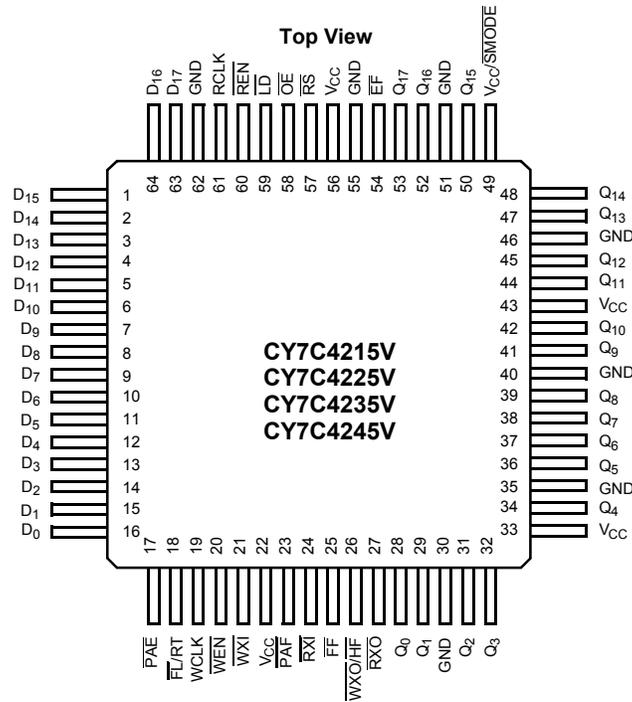 Top View
D16
D17
GND
RCLK
REN
LD
OE
RS
VCC
GND
EF
Q17
Q16
GND
Q15
VCC/SMODE
64
63
62
61
60
59
58
57
56
55
54
53
52
51
50
49
D15 1
D14 2
D13 3
D12 4
D11 5
D10 6
D9 7
D8 8
D7 9
D6 10
D5 11
D4 12
D3 13
D2 14
D1 15
D0 16
CY7C4215V
CY7C4225V
CY7C4235V
CY7C4245V
48 Q14
47 Q13
46 GND
45 Q12
44 Q11
43 VCC
42 Q10
41 Q9
40 GND
39 Q8
38 Q7
37 Q6
36 Q5
35 GND
34 Q4
33 VCC
17
18
19
20
21
22
23
24
25
26
27
28
29
30
31
32
PAE
FL/RT
WCLK
WEN
WXI
VCC
PAF
RXI
FF
WXO/HF
RXO
Q0
Q1
GND
Q2
Q3